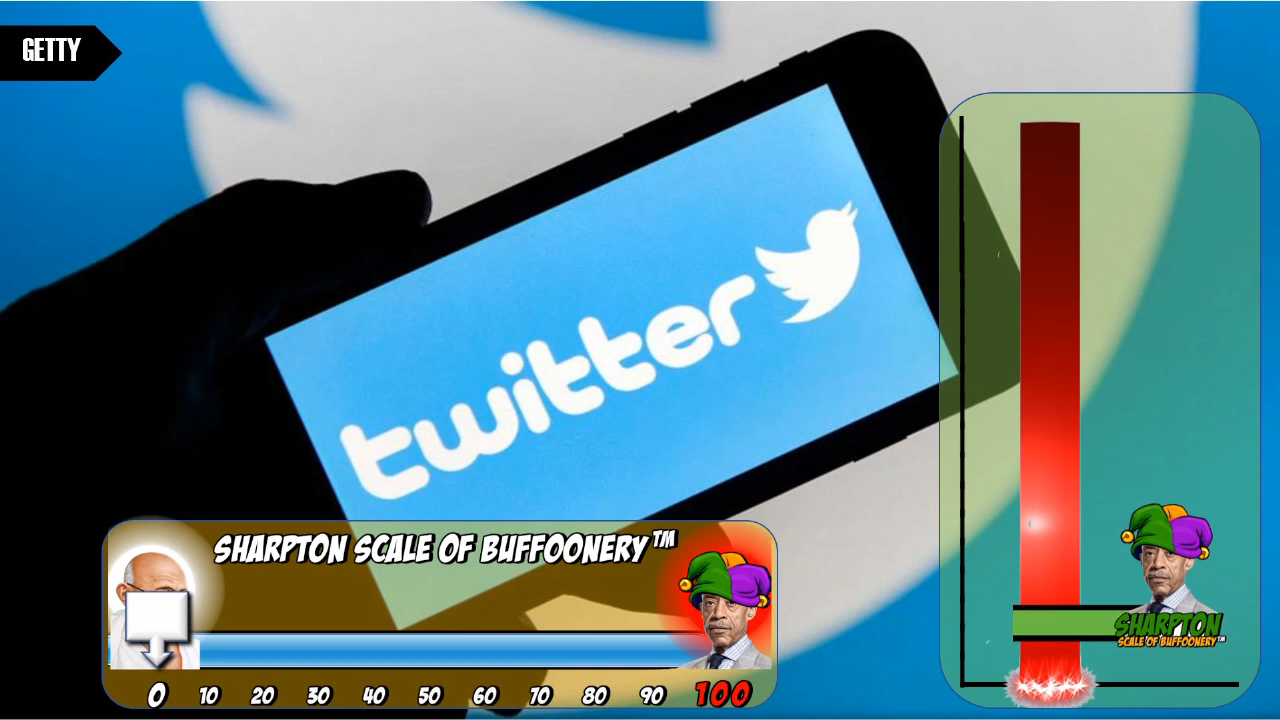 GETTY
twitter
SHARPTON SCALE OF BUFFOONERY™
0 10 20 30 40 50 60 70 80 90 100
SHARPTON
SCALE OF BUFFOONERY™